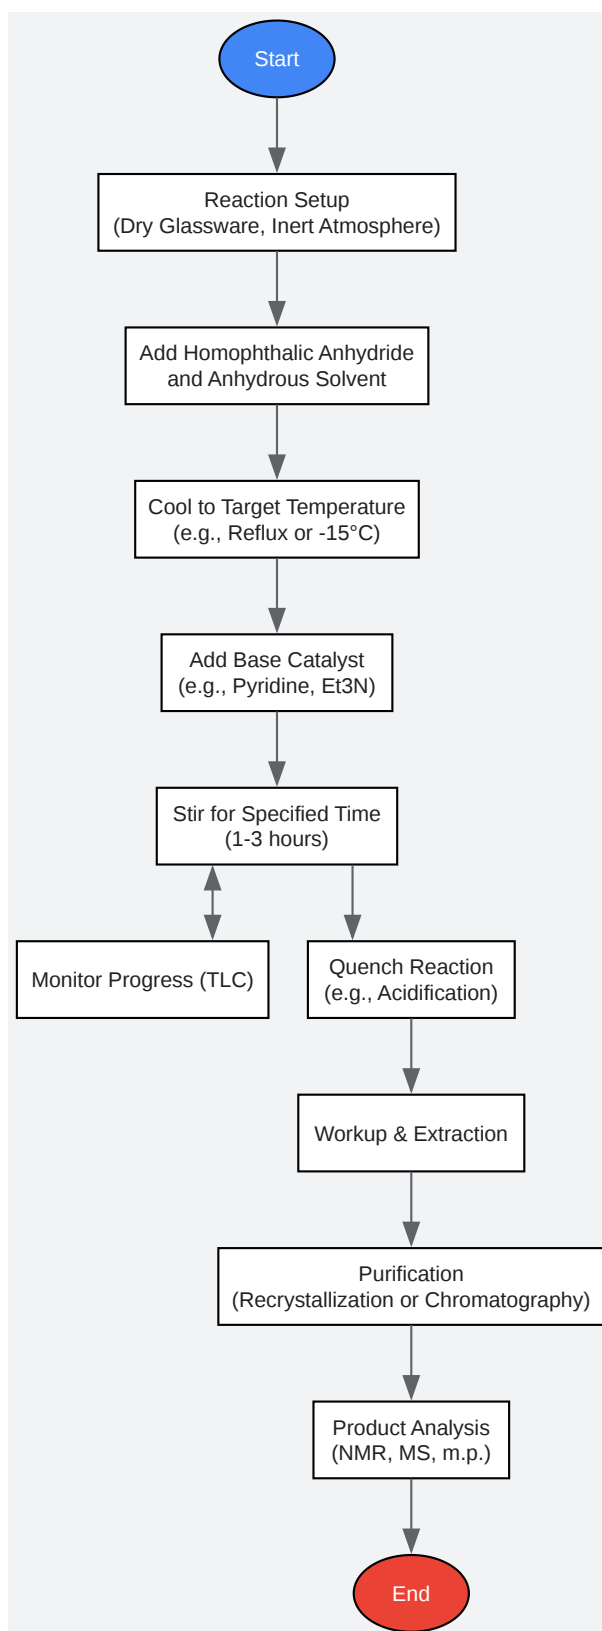 Start
Reaction Setup
(Dry Glassware, Inert Atmosphere)
Add Homophthalic Anhydride
and Anhydrous Solvent
Cool to Target Temperature
(e.g., Reflux or -15°C)
Add Base Catalyst
(e.g., Pyridine, Et3N)
Stir for Specified Time
(1-3 hours)
Monitor Progress (TLC)
Quench Reaction
(e.g., Acidification)
Workup & Extraction
Purification
(Recrystallization or Chromatography)
Product Analysis
(NMR, MS, m.p.)
End